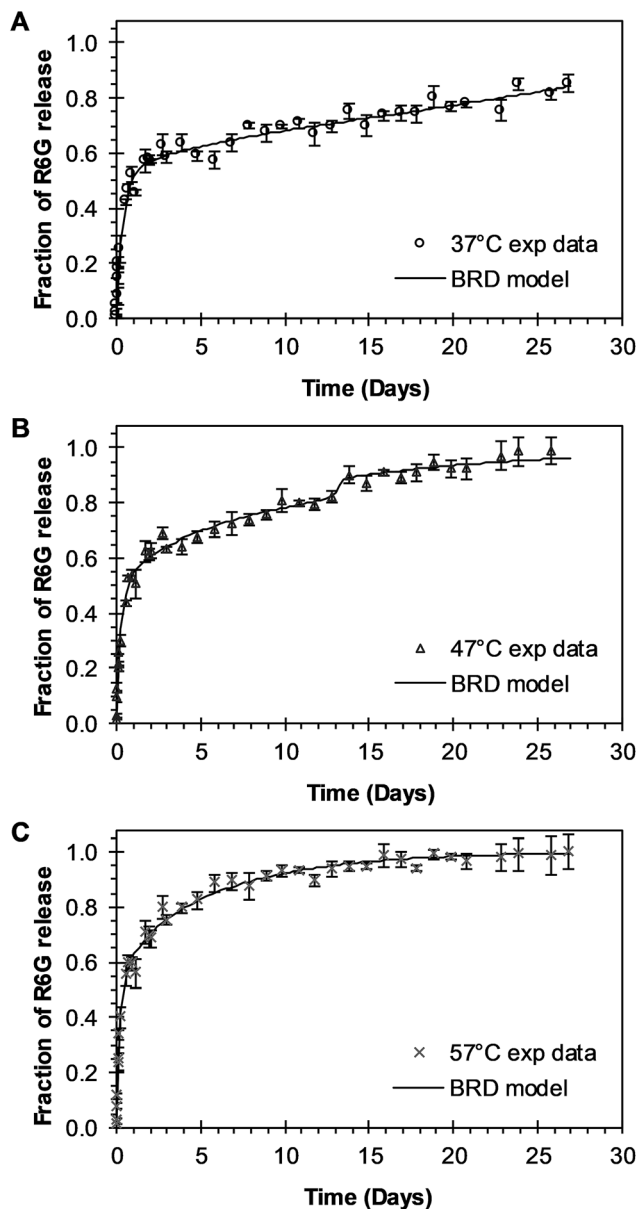 A
Fraction of R6G release
1.0
0.8
0.6
0.4
0.2
0.0
37°C exp data
BRD model
0 5 10 15 20 25 30
Time (Days)
B
Fraction of R6G release
1.0
0.8
0.6
0.4
0.2
0.0
47°C exp data
BRD model
0 5 10 15 20 25 30
Time (Days)
C
Fraction of R6G release
1.0
0.8
0.6
0.4
0.2
0.0
57°C exp data
BRD model
0 5 10 15 20 25 30
Time (Days)